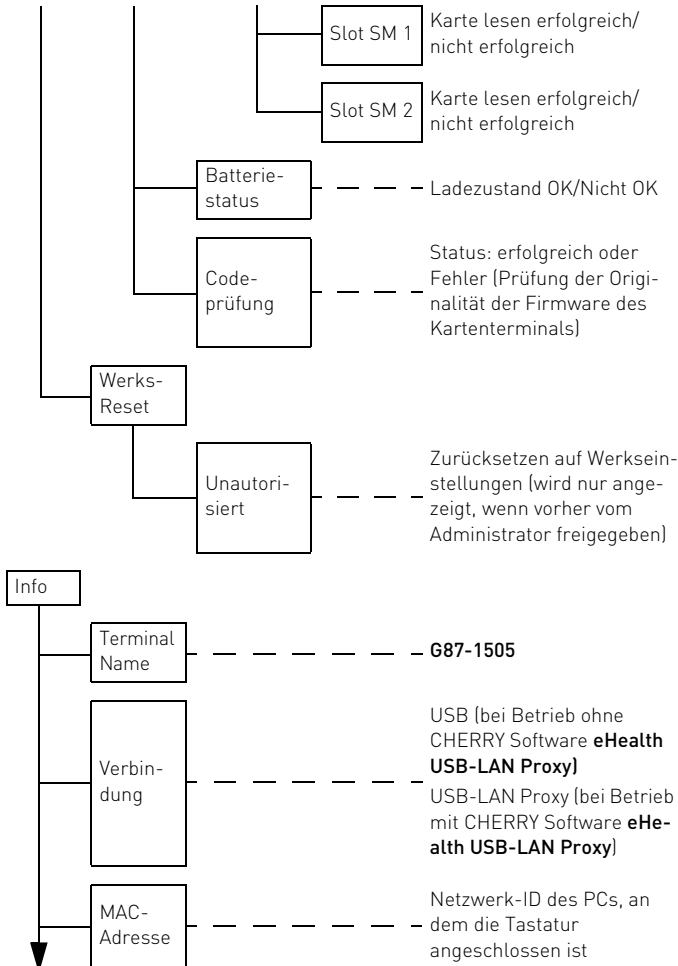 Slot SM 1
Karte lesen erfolgreich/
nicht erfolgreich
Slot SM 2
Karte lesen erfolgreich/
nicht erfolgreich
Batterie-
status
Ladezustand OK/Nicht OK
Code-
prüfung
Status: erfolgreich oder
Fehler (Prüfung der Origi-
nalität der Firmware des
Kartenterminals)
Werks-
Reset
Unautori-
siert
Zurücksetzen auf Werksein-
stellungen (wird nur ange-
zeigt, wenn vorher vom
Administrator freigegeben)
Info
Terminal
Name
G87-1505
Verbin-
dung
USB (bei Betrieb ohne
CHERRY Software eHealth
USB-LAN Proxy)
USB-LAN Proxy (bei Betrieb
mit CHERRY Software eHe-
alth USB-LAN Proxy)
MAC-
Adresse
Netzwerk-ID des PCs, an
dem die Tastatur
angeschlossen ist